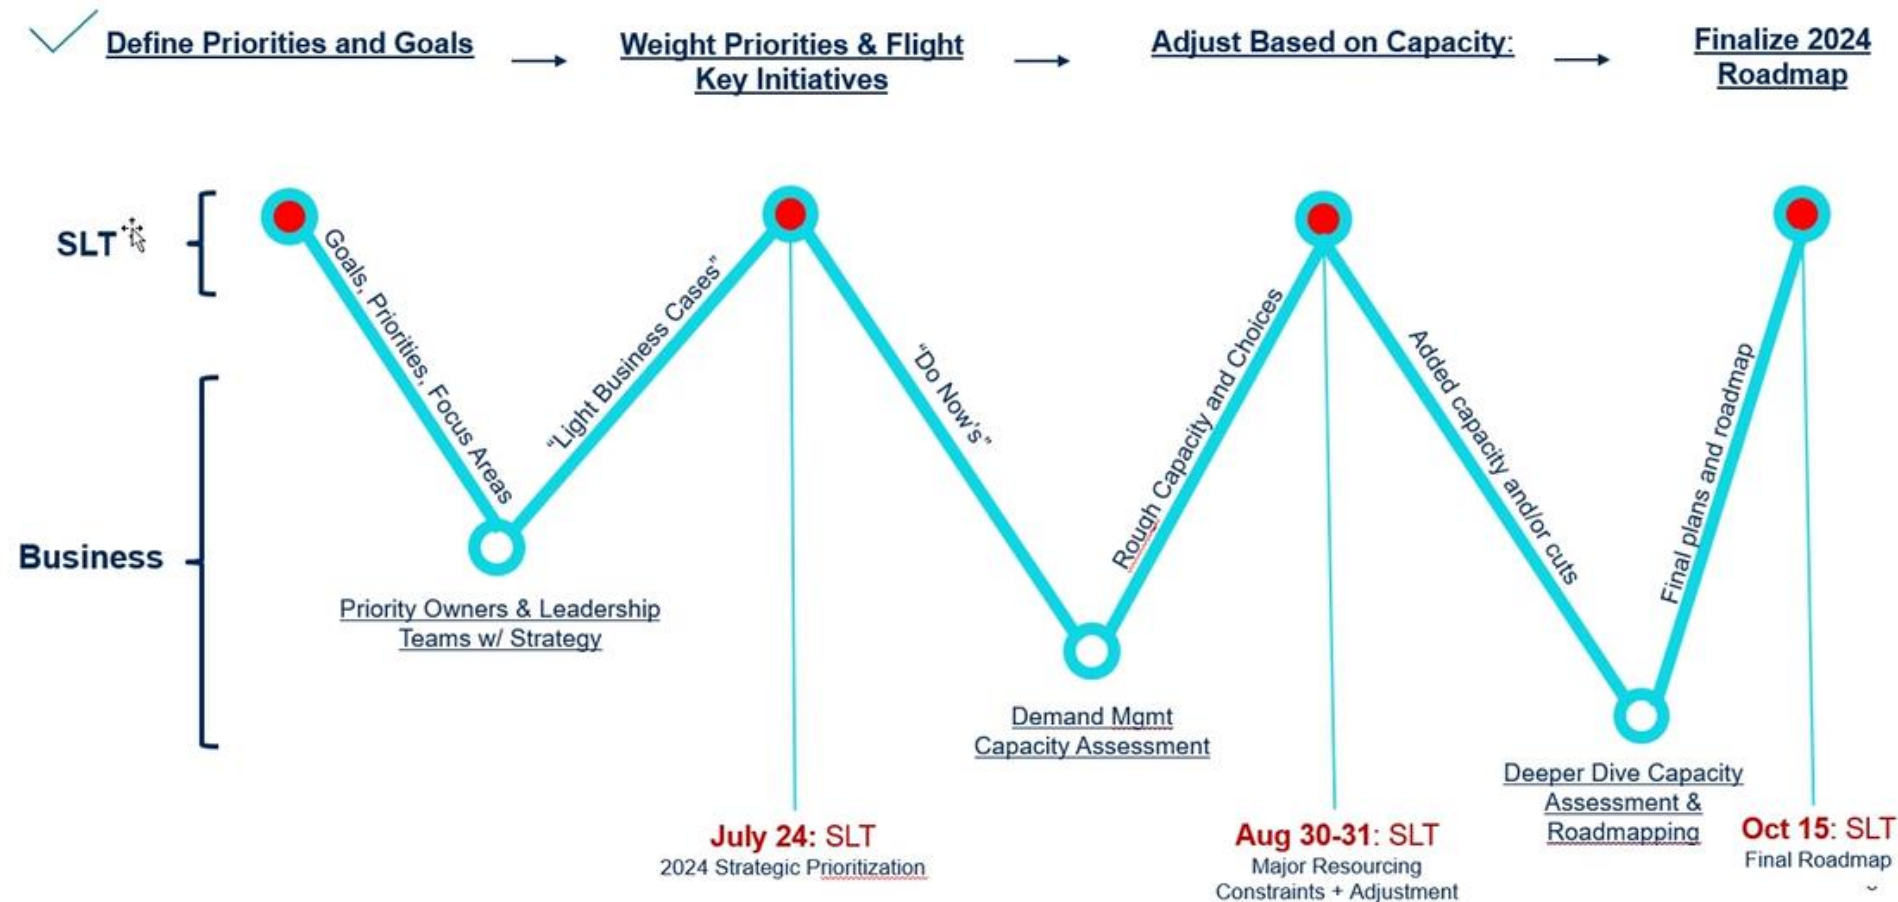 Define Priorities and Goals
Weight Priorities & Flight
Key Initiatives
Adjust Based on Capacity:
Finalize 2024
Roadmap
SLT
Business
Goals, Priorities, Focus Areas
“Light Business Cases”
“Do Now's”
Rough Capacity and Choices
Added capacity and/or cuts
Final plans and roadmap
Priority Owners & Leadership
Teams w/ Strategy
Demand Mgmt
Capacity Assessment
Deeper Dive Capacity
Assessment &
Roadmapping
July 24: SLT
2024 Strategic Prioritization
Aug 30-31: SLT
Major Resourcing
Constraints + Adjustment
Oct 15: SLT
Final Roadmap